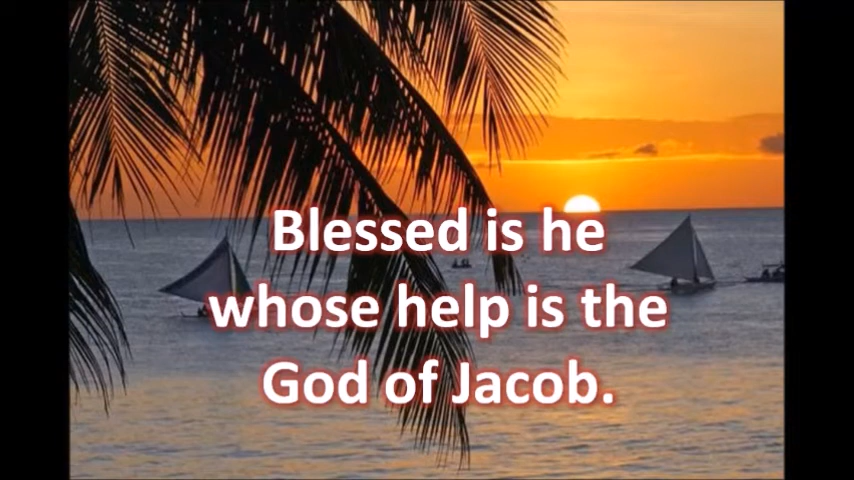 Blessed is he
whose help is the
God of Jacob.